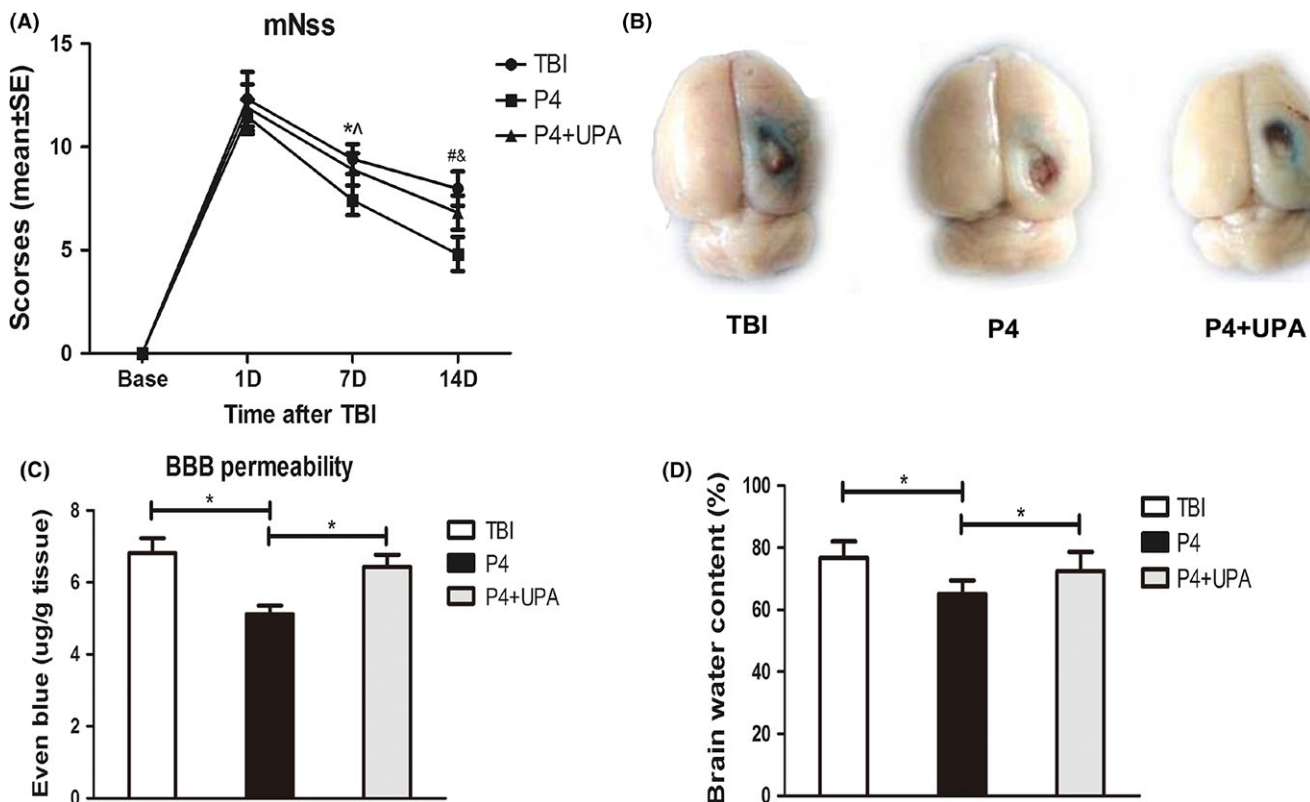 (A)
mNss
Scorses (mean±SE)
15
10
5
0
*^
#&
Base
1D
7D
14D
Time after TBI
TBI
P4
P4+UPA
(B)
TBI
P4
P4+UPA
(C)
BBB permeability
Even blue (ug/g tissue)
8
6
4
2
0
*
*
TBI
P4
P4+UPA
(D)
Brain water content (%)
100
80
60
40
20
0
*
*
TBI
P4
P4+UPA